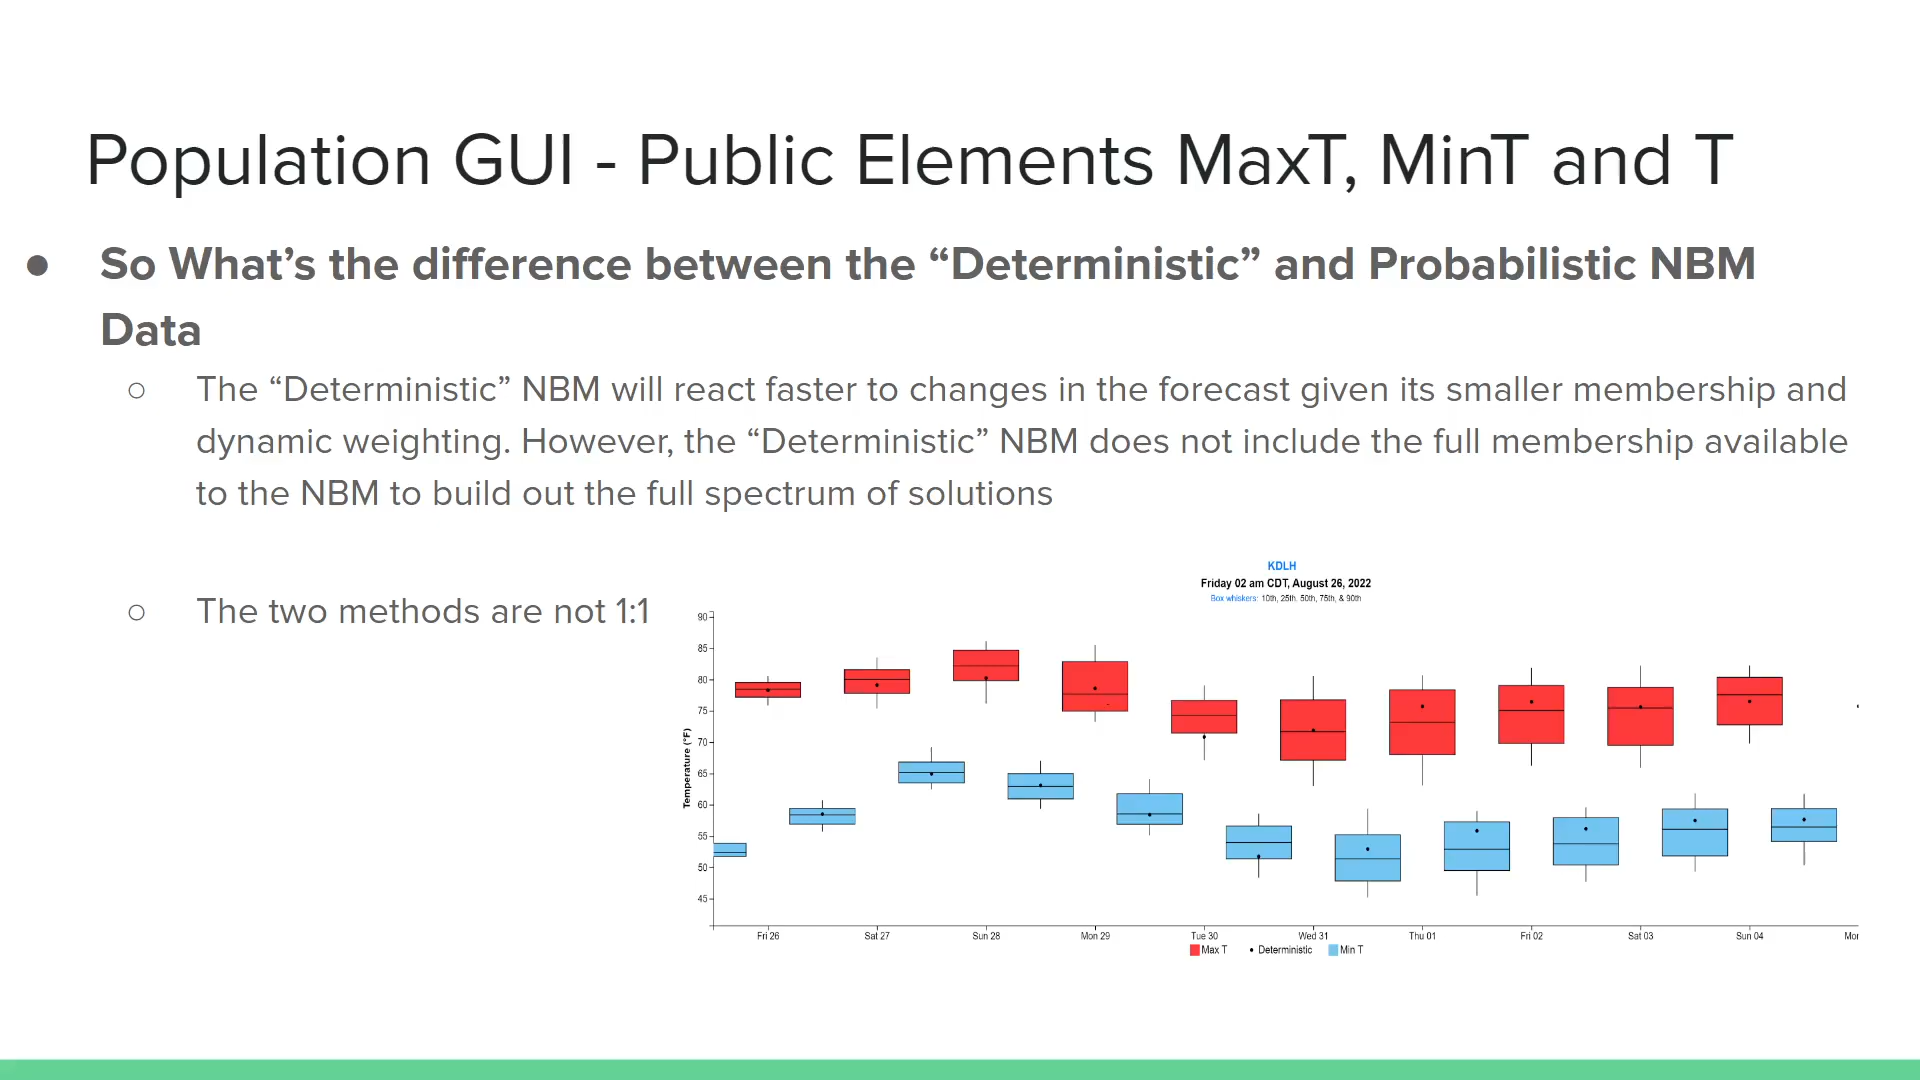 Population GUI - Public Elements MaxT, MinT and T
● So What’s the difference between the “Deterministic” and Probabilistic NBM
Data
○ The “Deterministic” NBM will react faster to changes in the forecast given its smaller membership and
dynamic weighting. However, the “Deterministic” NBM does not include the full membership available
to the NBM to build out the full spectrum of solutions
○ The two methods are not 1:1
KDLH
Friday 02 am CDT, August 26, 2022
Box whiskers: 10th, 25th. 50th, 75th, & 90th
Temperature (°F)
90
85
80
75
70
65
60
55
50
45
Fri 26 Sat 27 Sun 28 Mon 29 Tue 30 Wed 31 Thu 01 Fri 02 Sat 03 Sun 04 Mor
Max T Deterministic Min T